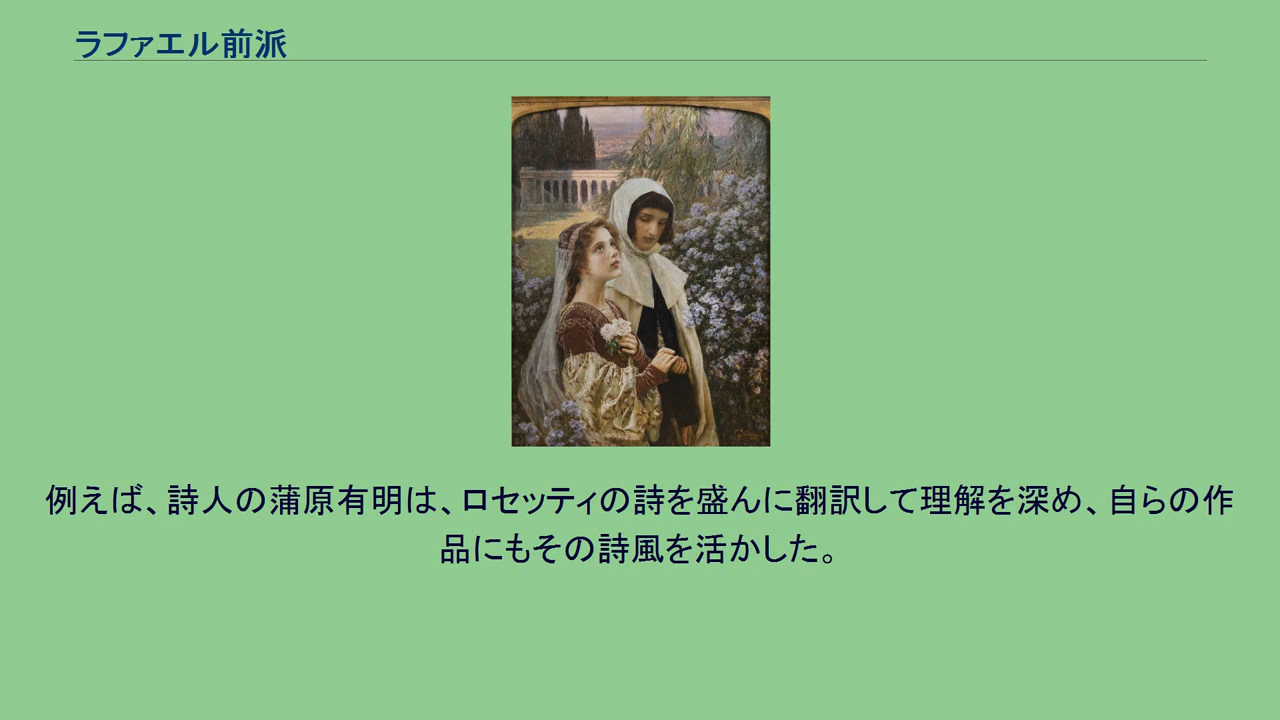 ラファエル前派
例えば、詩人の蒲原有明は、ロセッティの詩を盛んに翻訳して理解を深め、自らの作
品にもその詩風を活かした。